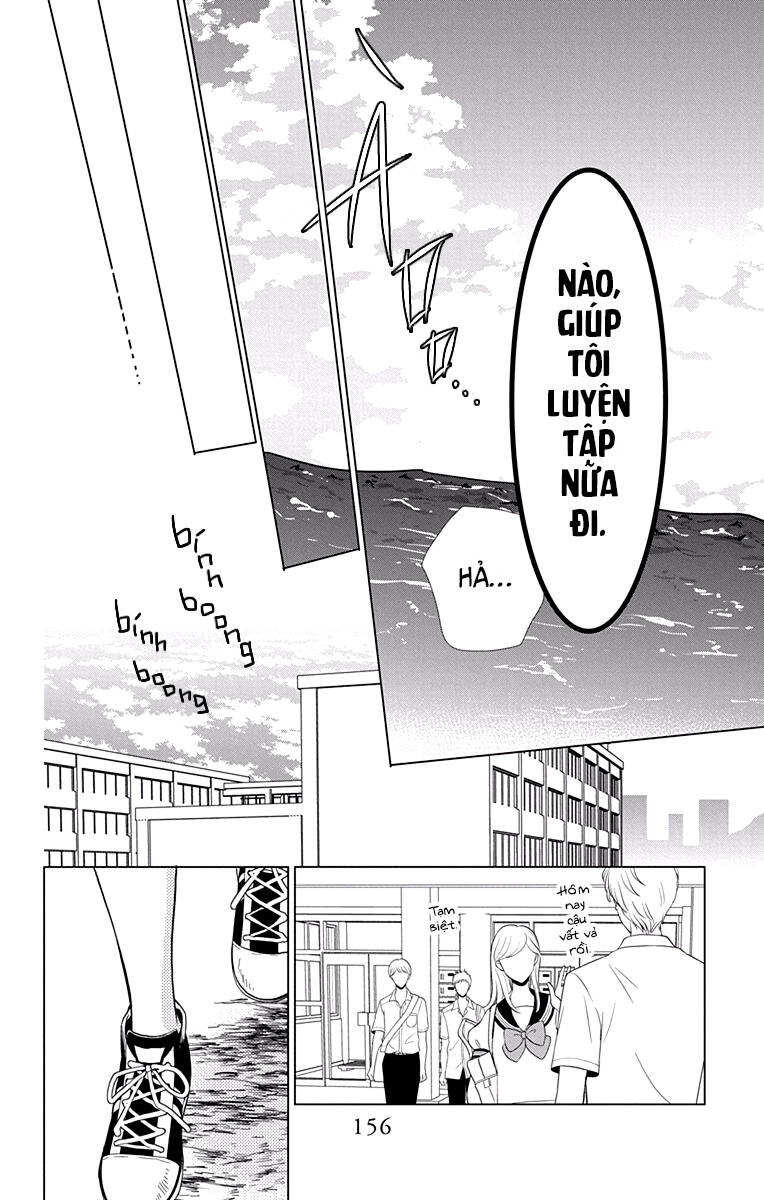 NÀO,
GIÚP
TÔI
LUYỆN
TẬP
NỮA
ĐI.
HẢ...
bính
boong
bính
boong
Hôm
nay
cậu
vất vả
rồi.
Tạm
biệt.
156